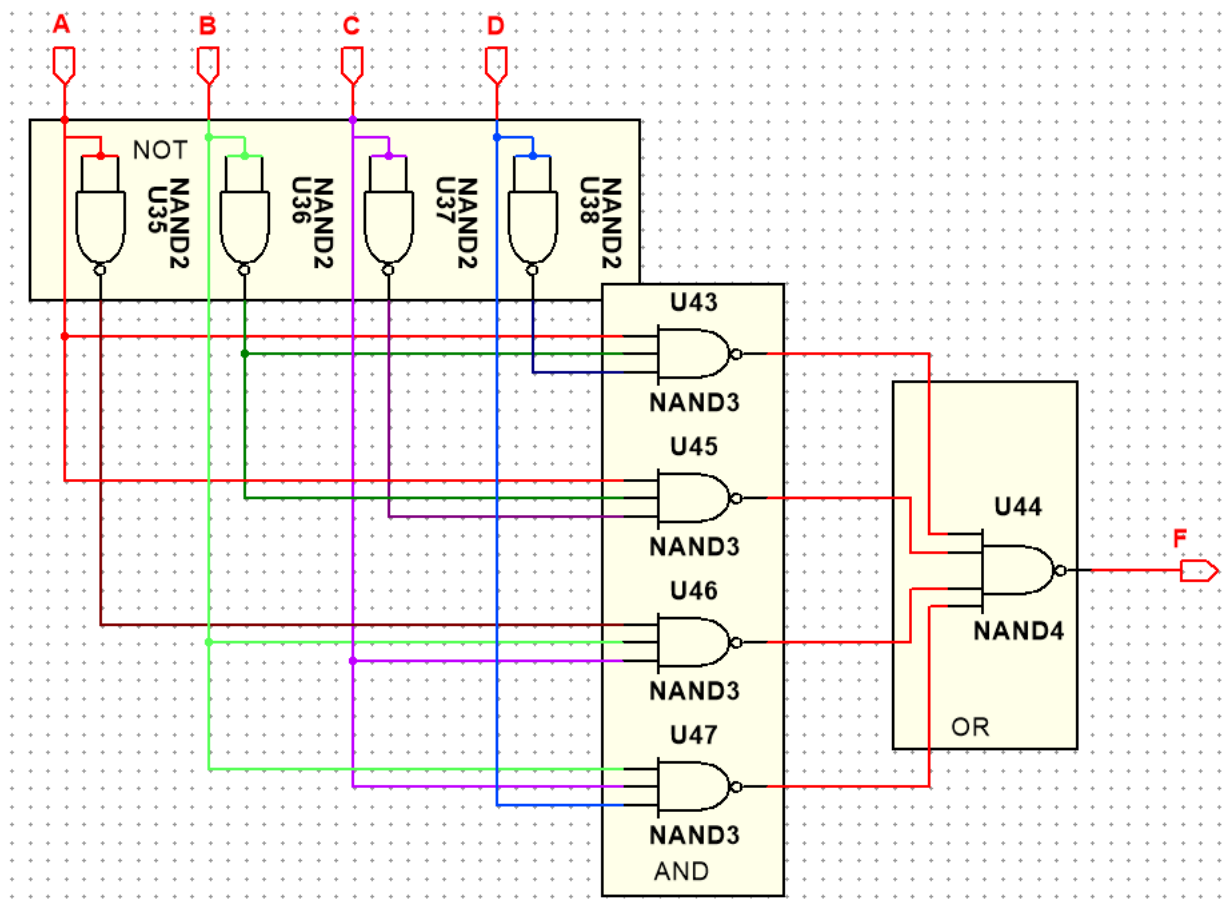 A
B
C
D
NOT
NAND2
U35
NAND2
U36
NAND2
U37
NAND2
U38
U43
NAND3
U45
NAND3
U46
NAND3
U47
NAND3
AND
U44
NAND4
OR
F